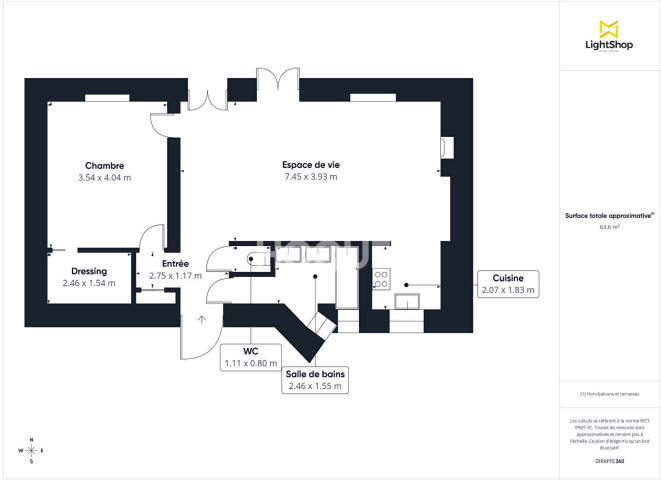 LightShop
Chambre
3.54 x 4.04 m
Espace de vie
7.45 x 3.93 m
Surface totale approximative⁽¹⁾
63,6 m²
Dressing
2.46 x 1.54 m
Entrée
2.75 x 1.17 m
Cuisine
2.07 x 1.83 m
WC
1.11 x 0.80 m
Salle de bains
2.46 x 1.55 m
(1) Hors balcons et terrasses
Les calculs se réfèrent à la norme RICS
IPMS 3C. Toutes les mesures sont
approximatives et ne sont pas à
l'échelle. Ce plan d'étage n'a qu'un but
illustratif.
GIRAFFE360
N
W
E
S